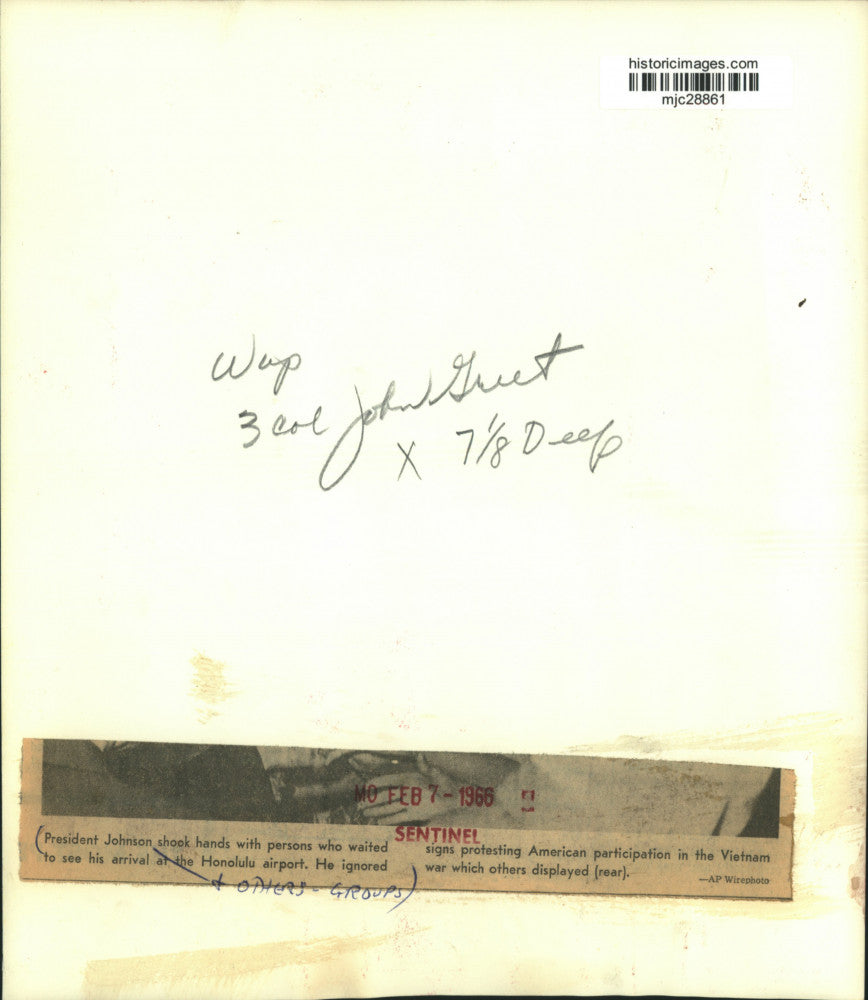 historicimages.com
mjc28861
Wap
John Greet
3 col X 7 1/8 Deep
MO FEB 7 - 1966
SENTINEL
(President Johnson shook hands with persons who waited
to see his arrival at the Honolulu airport. He ignored
signs protesting American participation in the Vietnam
war which others displayed (rear).
—AP Wirephoto
+ OTHERS - GROUPS)